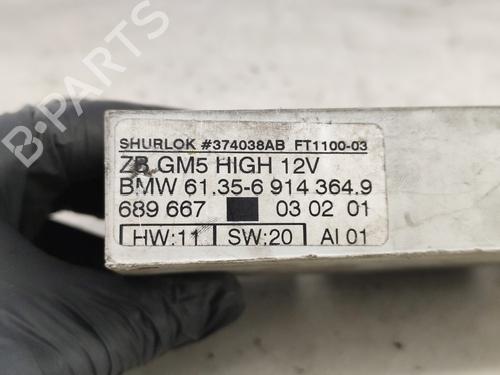 SHURLOK #374038AB FT1100-03
ZB GM5 HIGH 12V
BMW 61.35-6 914 364.9
689 667 03 02 01
HW:11 SW:20 AI 01